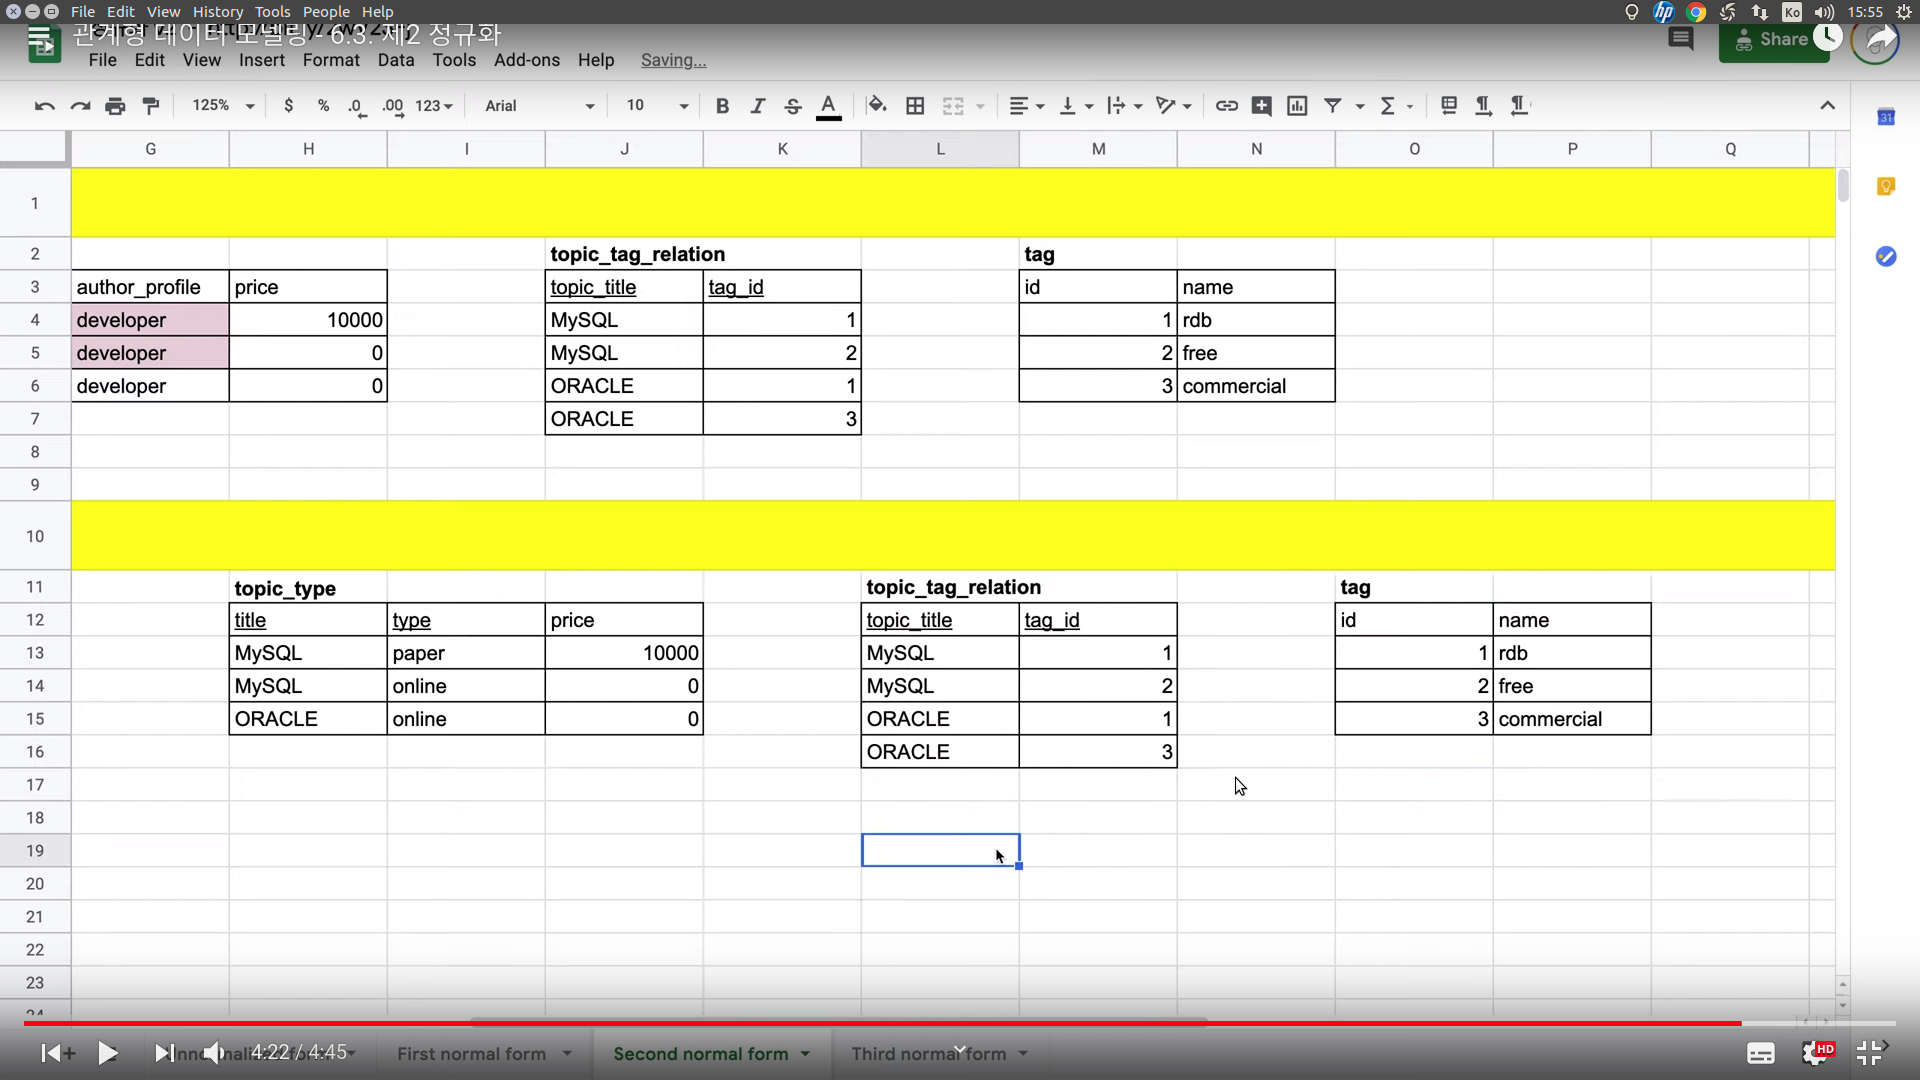 File Edit View History Tools People Help
Ko 15:55
관계형 데이터 모델링 - 6.3. 제2 정규화
File Edit View Insert Format Data Tools Add-ons Help Saving...
Share
125% $ % .0 .00 123 Arial 10 B I S A
31
G H I J K L M N O P Q
1
2 topic_tag_relation tag
3 author_profile price topic_title tag_id id name
4 developer 10000 MySQL 1 1 rdb
5 developer 0 MySQL 2 2 free
6 developer 0 ORACLE 1 3 commercial
7 ORACLE 3
8
9
10
11 topic_type topic_tag_relation tag
12 title type price topic_title tag_id id name
13 MySQL paper 10000 MySQL 1 1 rdb
14 MySQL online 0 MySQL 2 2 free
15 ORACLE online 0 ORACLE 1 3 commercial
16 ORACLE 3
17
18
19
20
21
22
23
24
4:22 / 4:45 First normal form Second normal form Third normal form HD